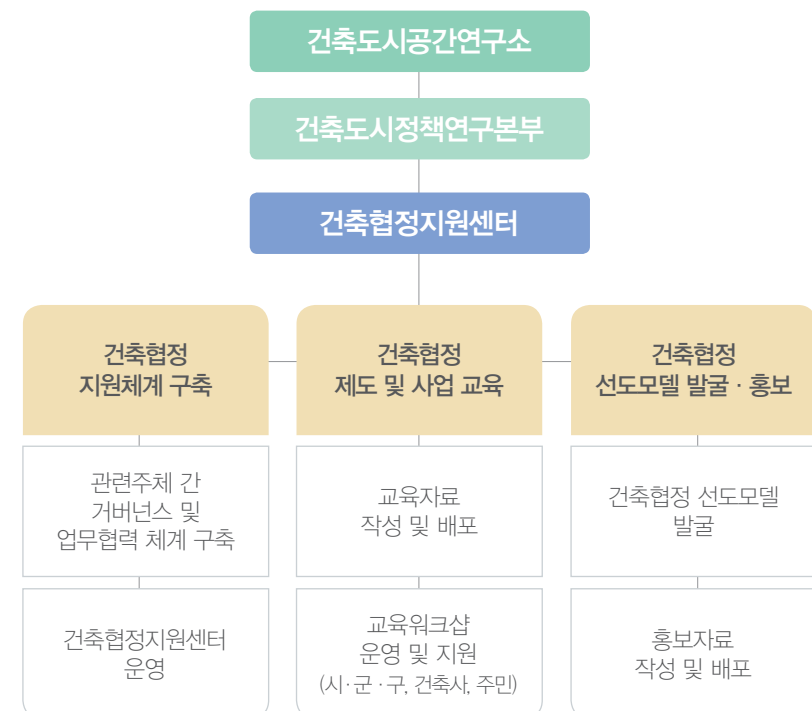 건축도시공간연구소
건축도시정책연구본부
건축협정지원센터
건축협정
지원체계 구축
건축협정
제도 및 사업 교육
건축협정
선도모델 발굴 · 홍보
관련주체 간
거버넌스 및
업무협력 체계 구축
교육자료
작성 및 배포
건축협정 선도모델
발굴
건축협정지원센터
운영
교육워크샵
운영 및 지원
(시·군·구, 건축사, 주민)
홍보자료
작성 및 배포